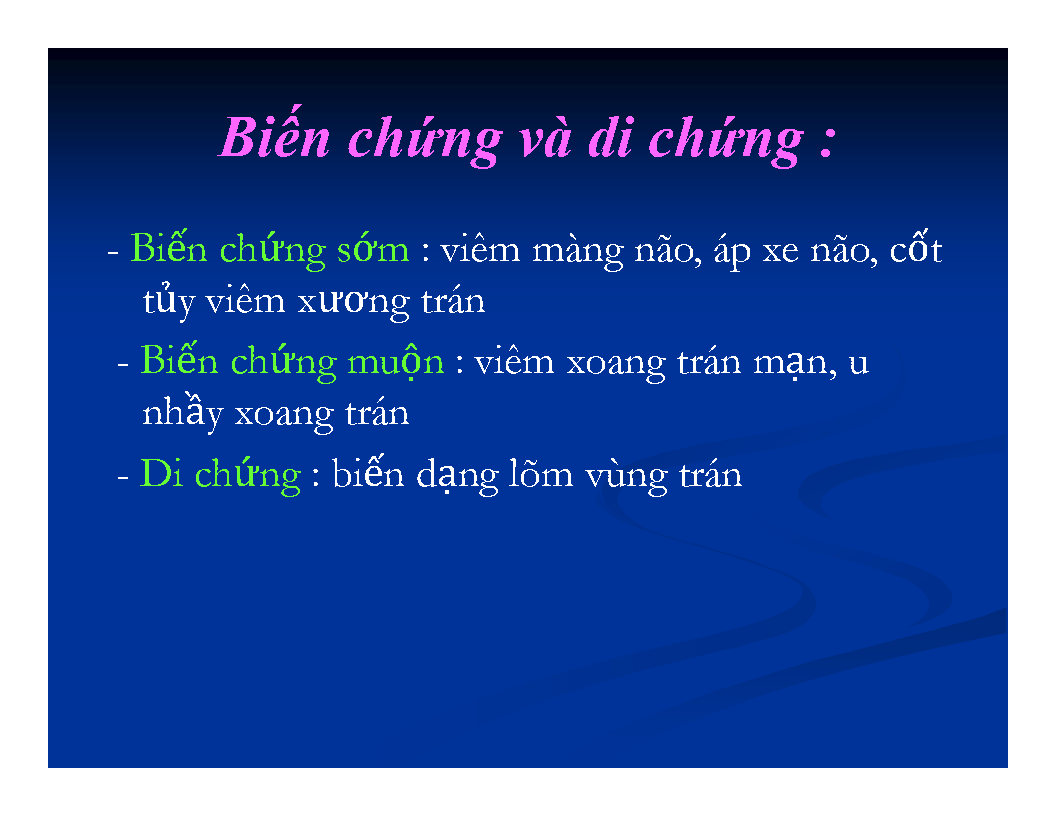 Biến chứng và di chứng :
- Biến chứng sớm : viêm màng não, áp xe não, cốt
tủy viêm xương trán
- Biến chứng muộn : viêm xoang trán mạn, u
nhầy xoang trán
- Di chứng : biến dạng lõm vùng trán